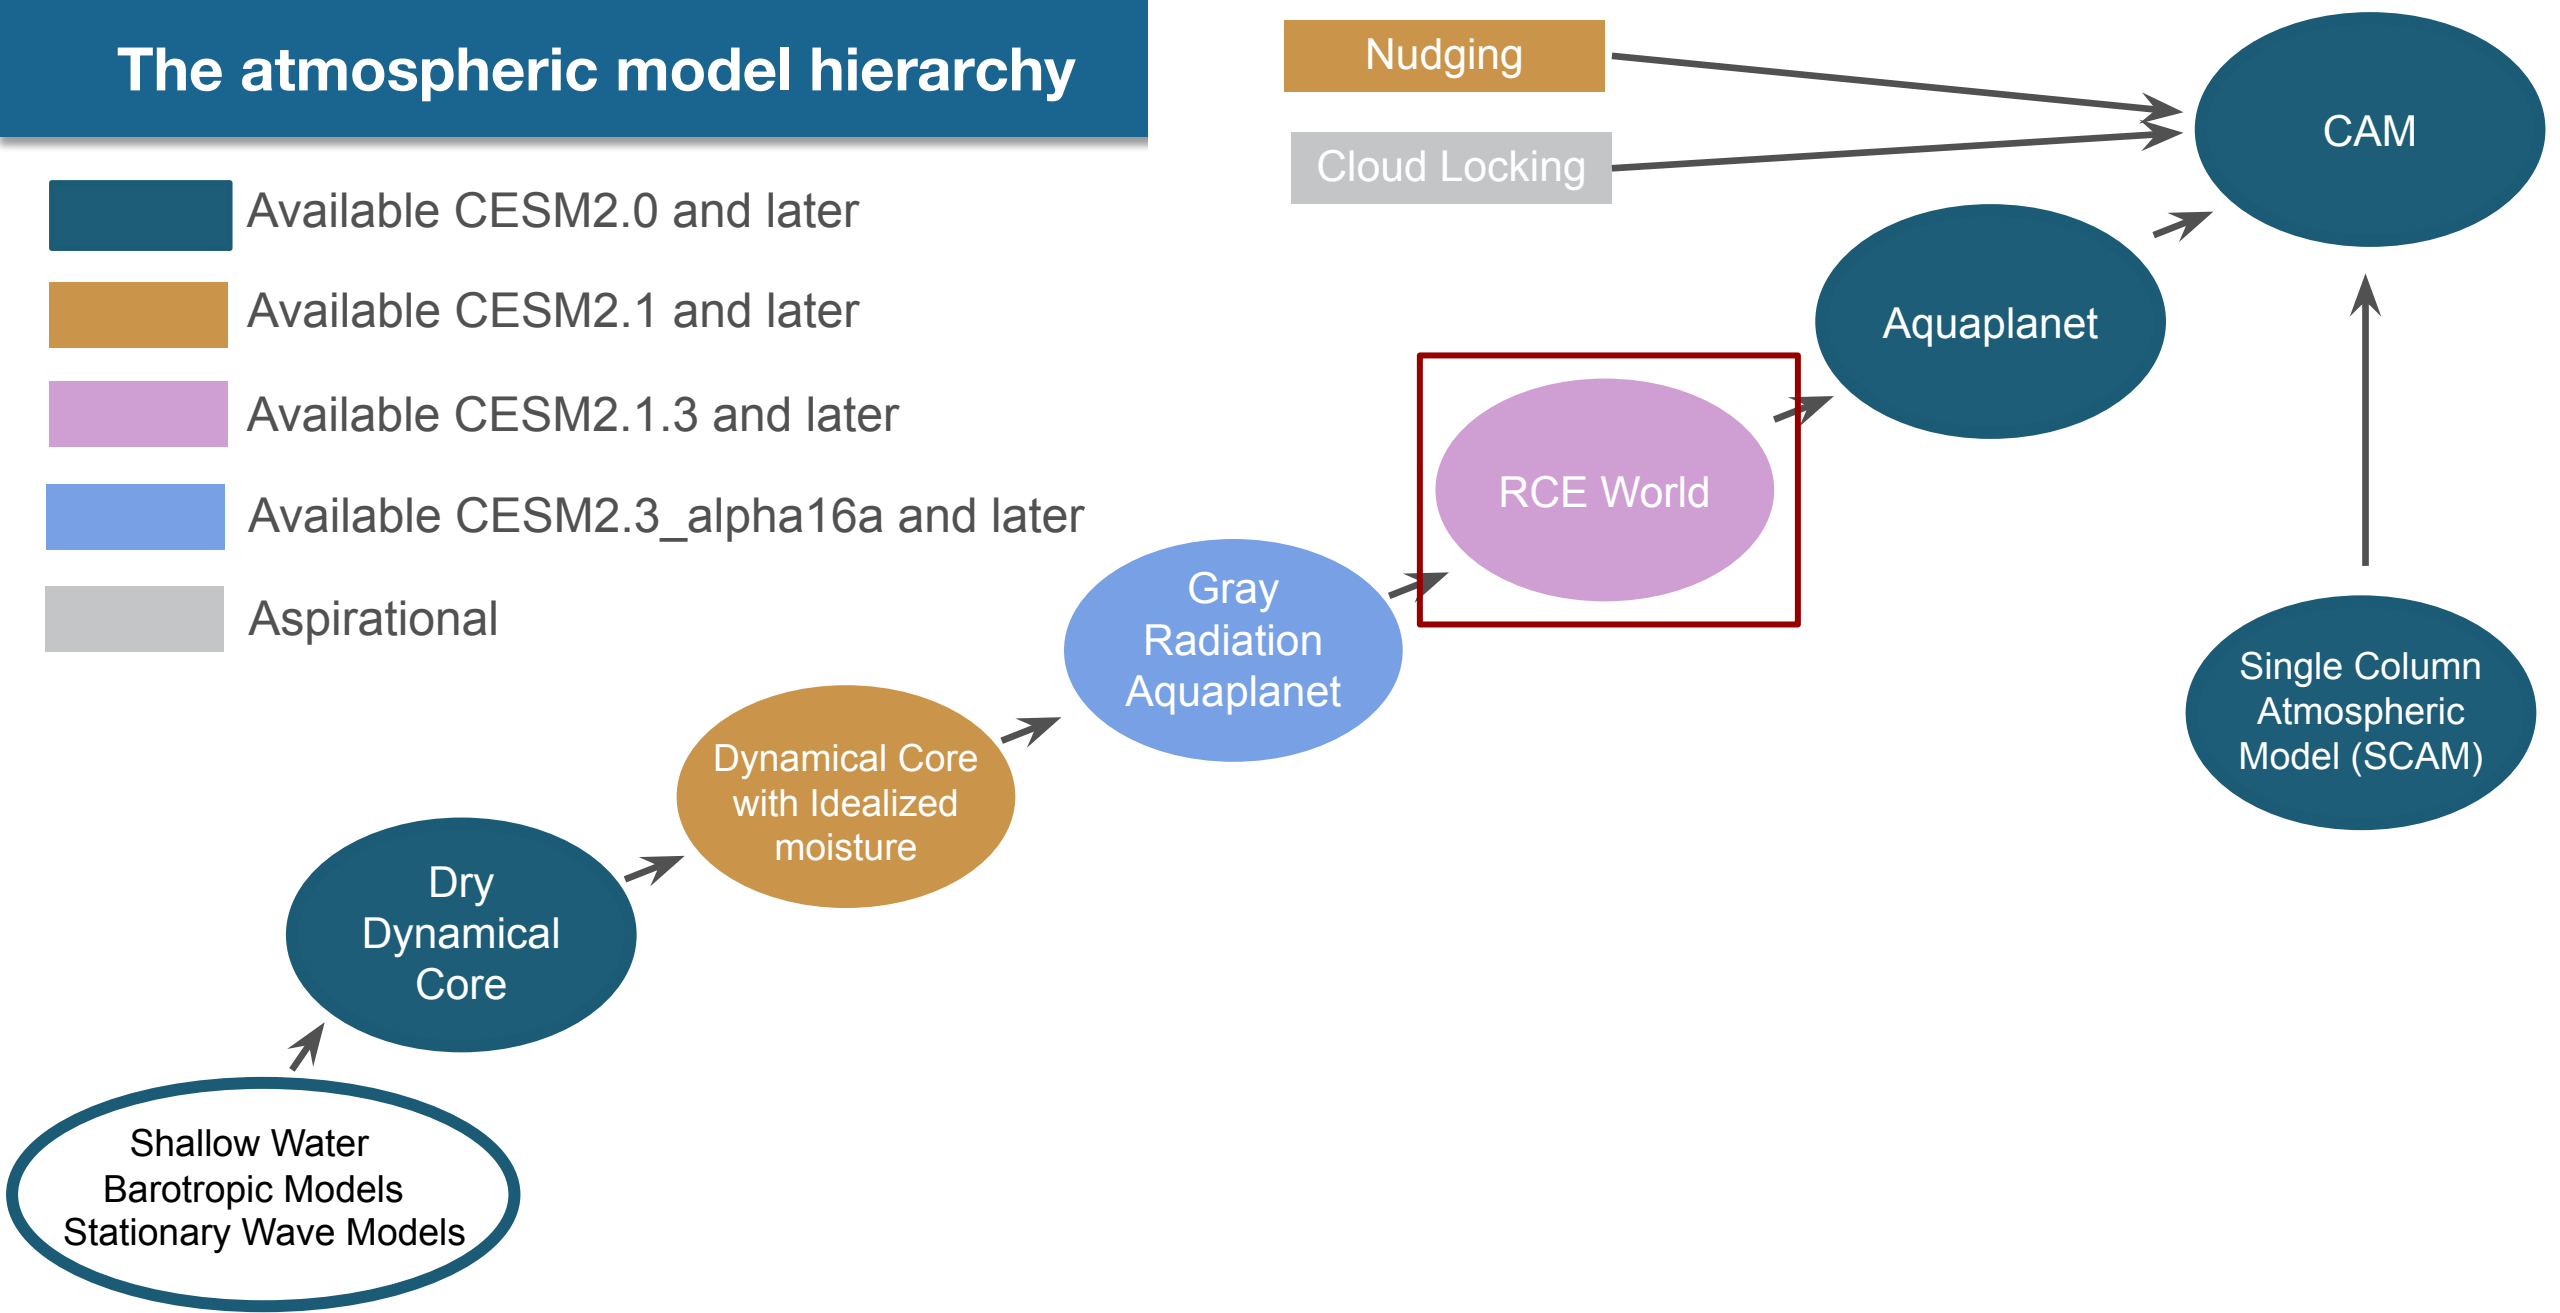 The atmospheric model hierarchy
Available CESM2.0 and later
Available CESM2.1 and later
Available CESM2.1.3 and later
Available CESM2.3_alpha16a and later
Aspirational
Nudging
Cloud Locking
CAM
Aquaplanet
RCE World
Gray
Radiation
Aquaplanet
Single Column
Atmospheric
Model (SCAM)
Dynamical Core
with Idealized
moisture
Dry
Dynamical
Core
Shallow Water
Barotropic Models
Stationary Wave Models